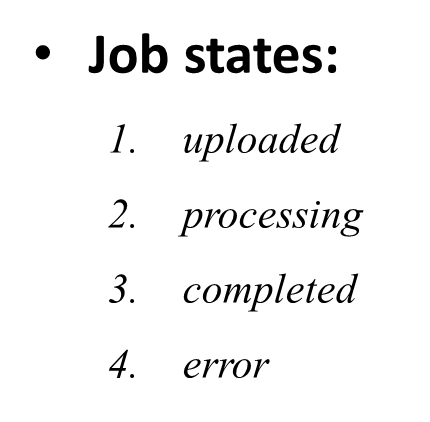 • Job states:
1. uploaded
2. processing
3. completed
4. error